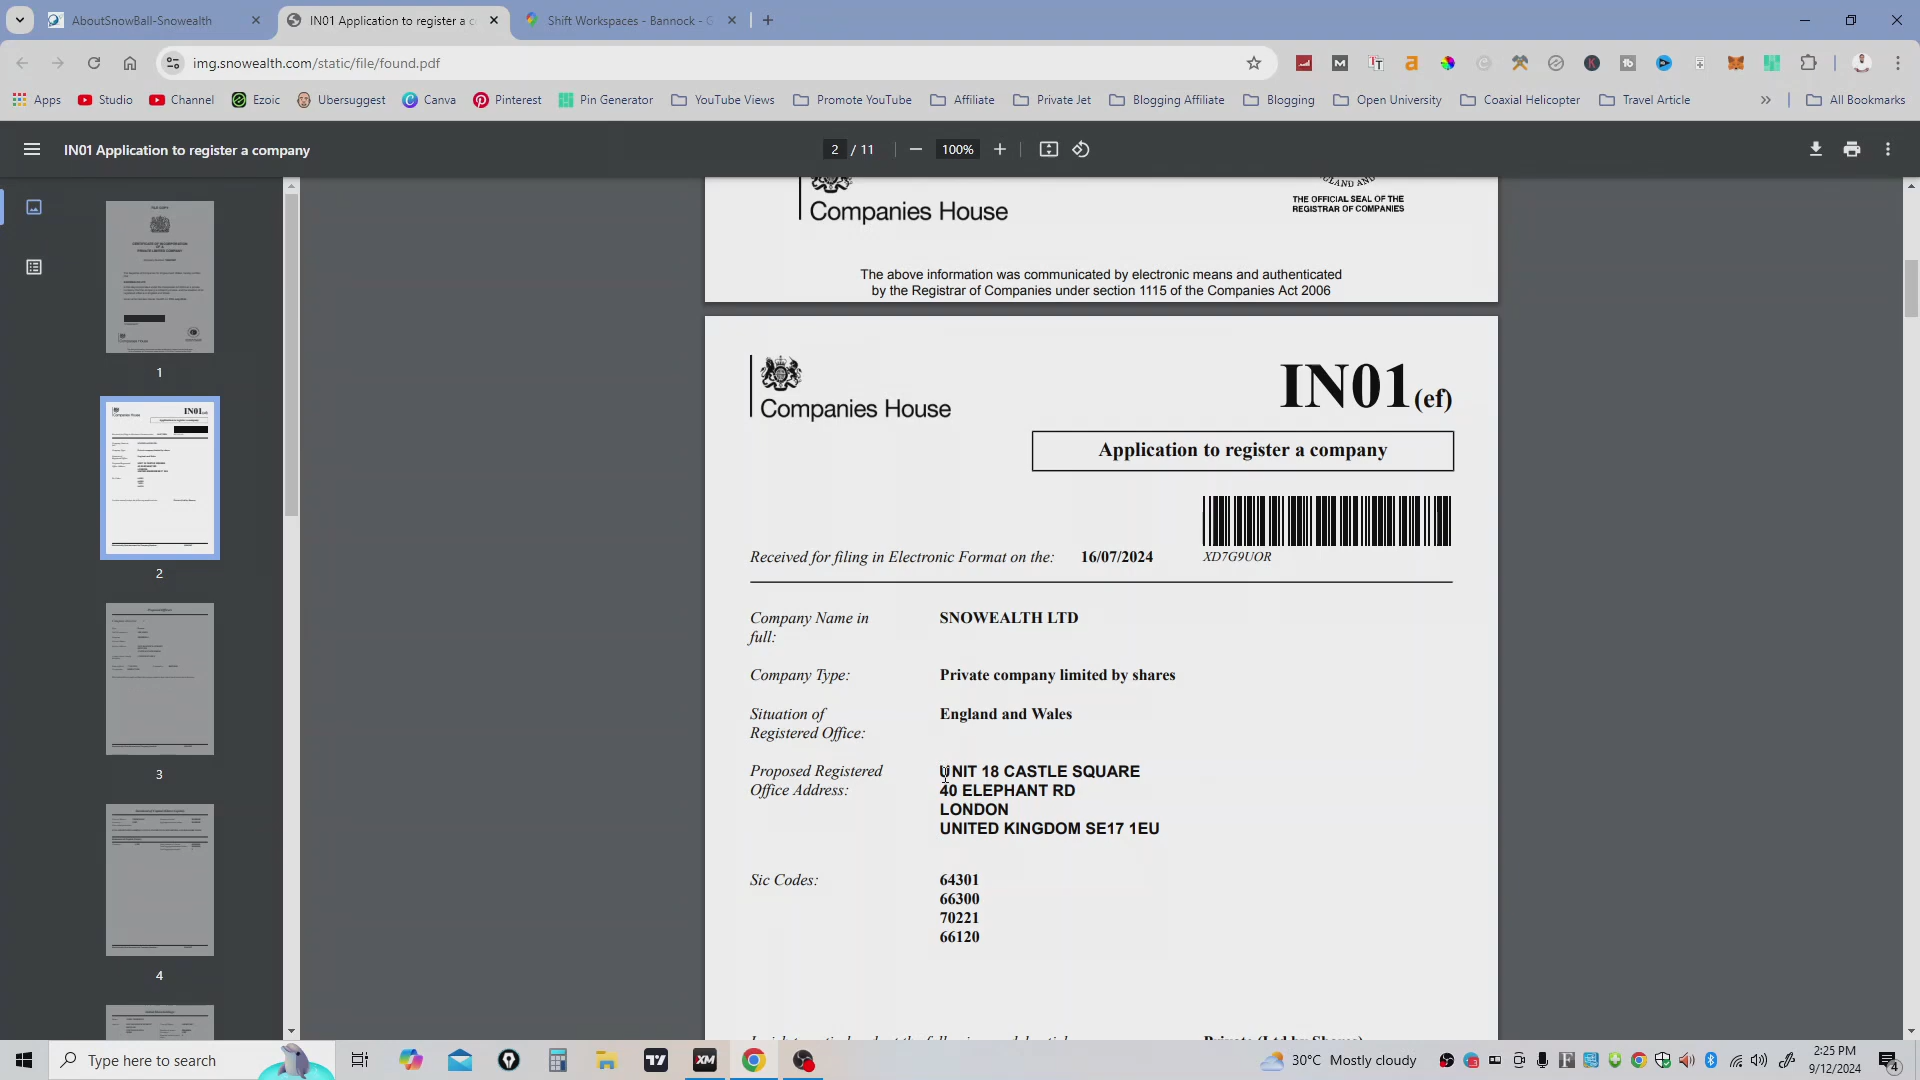 AboutSnowBall-Snowealth
IN01 Application to register a c
Shift Workspaces - Bannock - G
img.snowealth.com/static/file/found.pdf
Apps
Studio
Channel
Ezoic
Ubersuggest
Canva
Pinterest
Pin Generator
YouTube Views
Promote YouTube
Affiliate
Private Jet
Blogging Affiliate
Blogging
Open University
Coaxial Helicopter
Travel Article
All Bookmarks
IN01 Application to register a company
2 / 11
100%
1
2
3
4
Companies House
THE OFFICIAL SEAL OF THE
REGISTRAR OF COMPANIES
The above information was communicated by electronic means and authenticated
by the Registrar of Companies under section 1115 of the Companies Act 2006
Companies House
IN01(ef)
Application to register a company
Received for filing in Electronic Format on the: 16/07/2024
XD7G9UOR
Company Name in full: SNOWEALTH LTD
Company Type: Private company limited by shares
Situation of Registered Office: England and Wales
Proposed Registered Office Address: UNIT 18 CASTLE SQUARE
40 ELEPHANT RD
LONDON
UNITED KINGDOM SE17 1EU
Sic Codes: 64301
66300
70221
66120
Type here to search
30°C Mostly cloudy
2:25 PM
9/12/2024